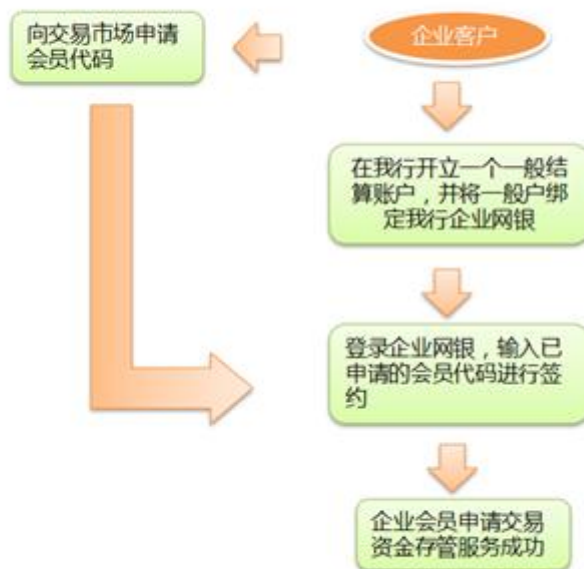 向交易市场申请
会员代码
企业客户
在我行开立一个一般结
算账户，并将一般户绑
定我行企业网银
登录企业网银，输入已
申请的会员代码进行签
约
企业会员申请交易
资金存管服务成功